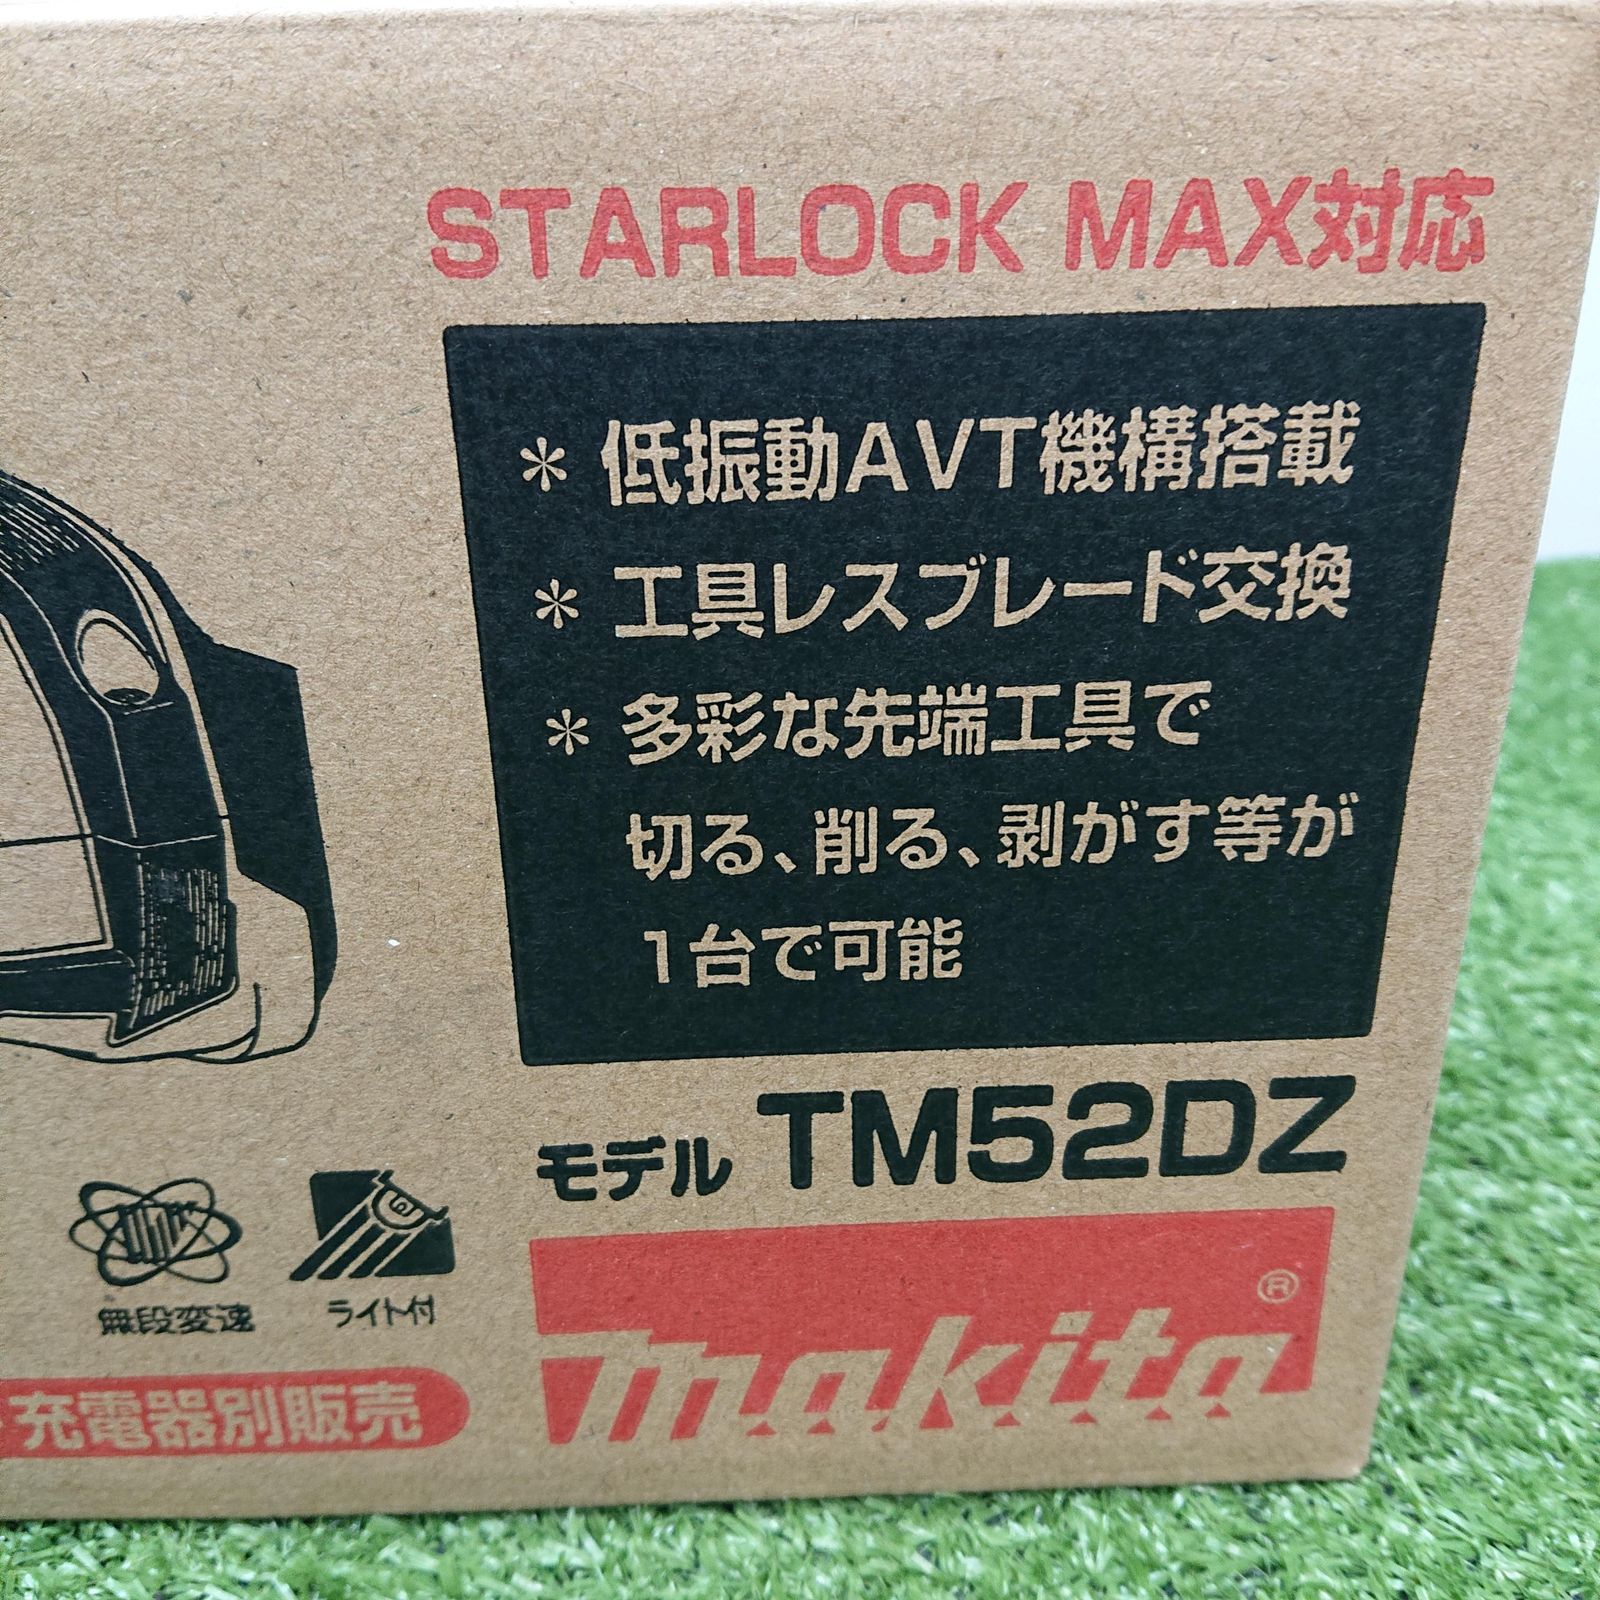 STARLOCK MAX対応
* 低振動AVT機構搭載
* 工具レスブレード交換
* 多彩な先端工具で
切る、削る、剥がす等が
1台で可能
モデル TM52DZ
無段変速
ライト付
充電器別販売
makita®